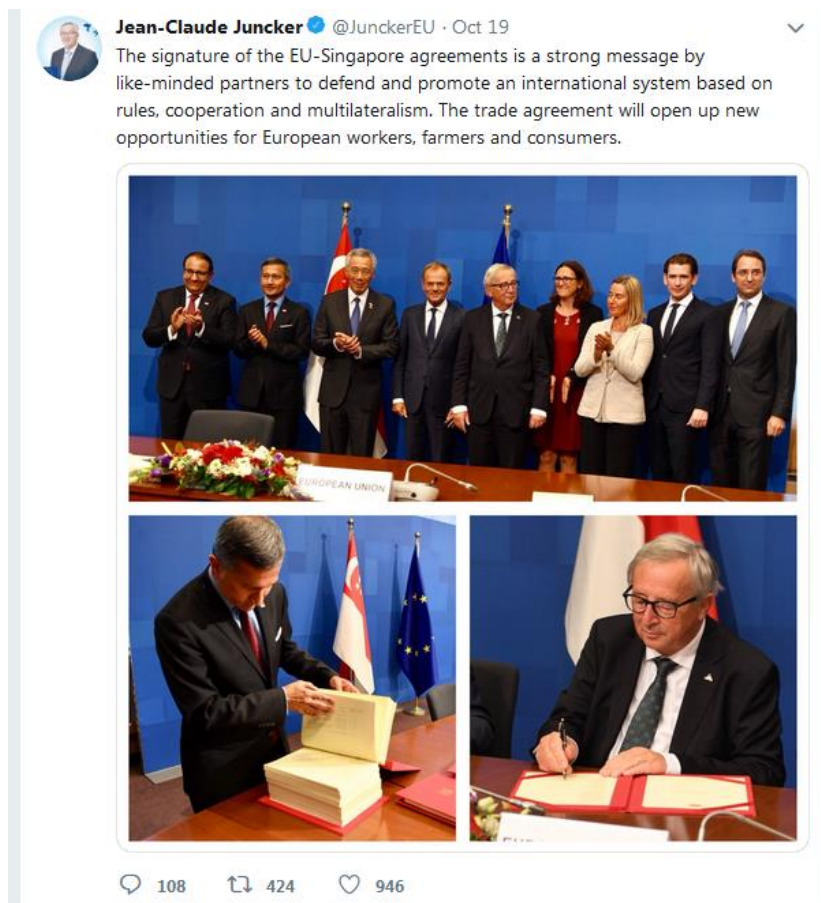 Jean-Claude Juncker @JunckerEU · Oct 19
The signature of the EU-Singapore agreements is a strong message by
like-minded partners to defend and promote an international system based on
rules, cooperation and multilateralism. The trade agreement will open up new
opportunities for European workers, farmers and consumers.
EUROPEAN UNION
108 424 946